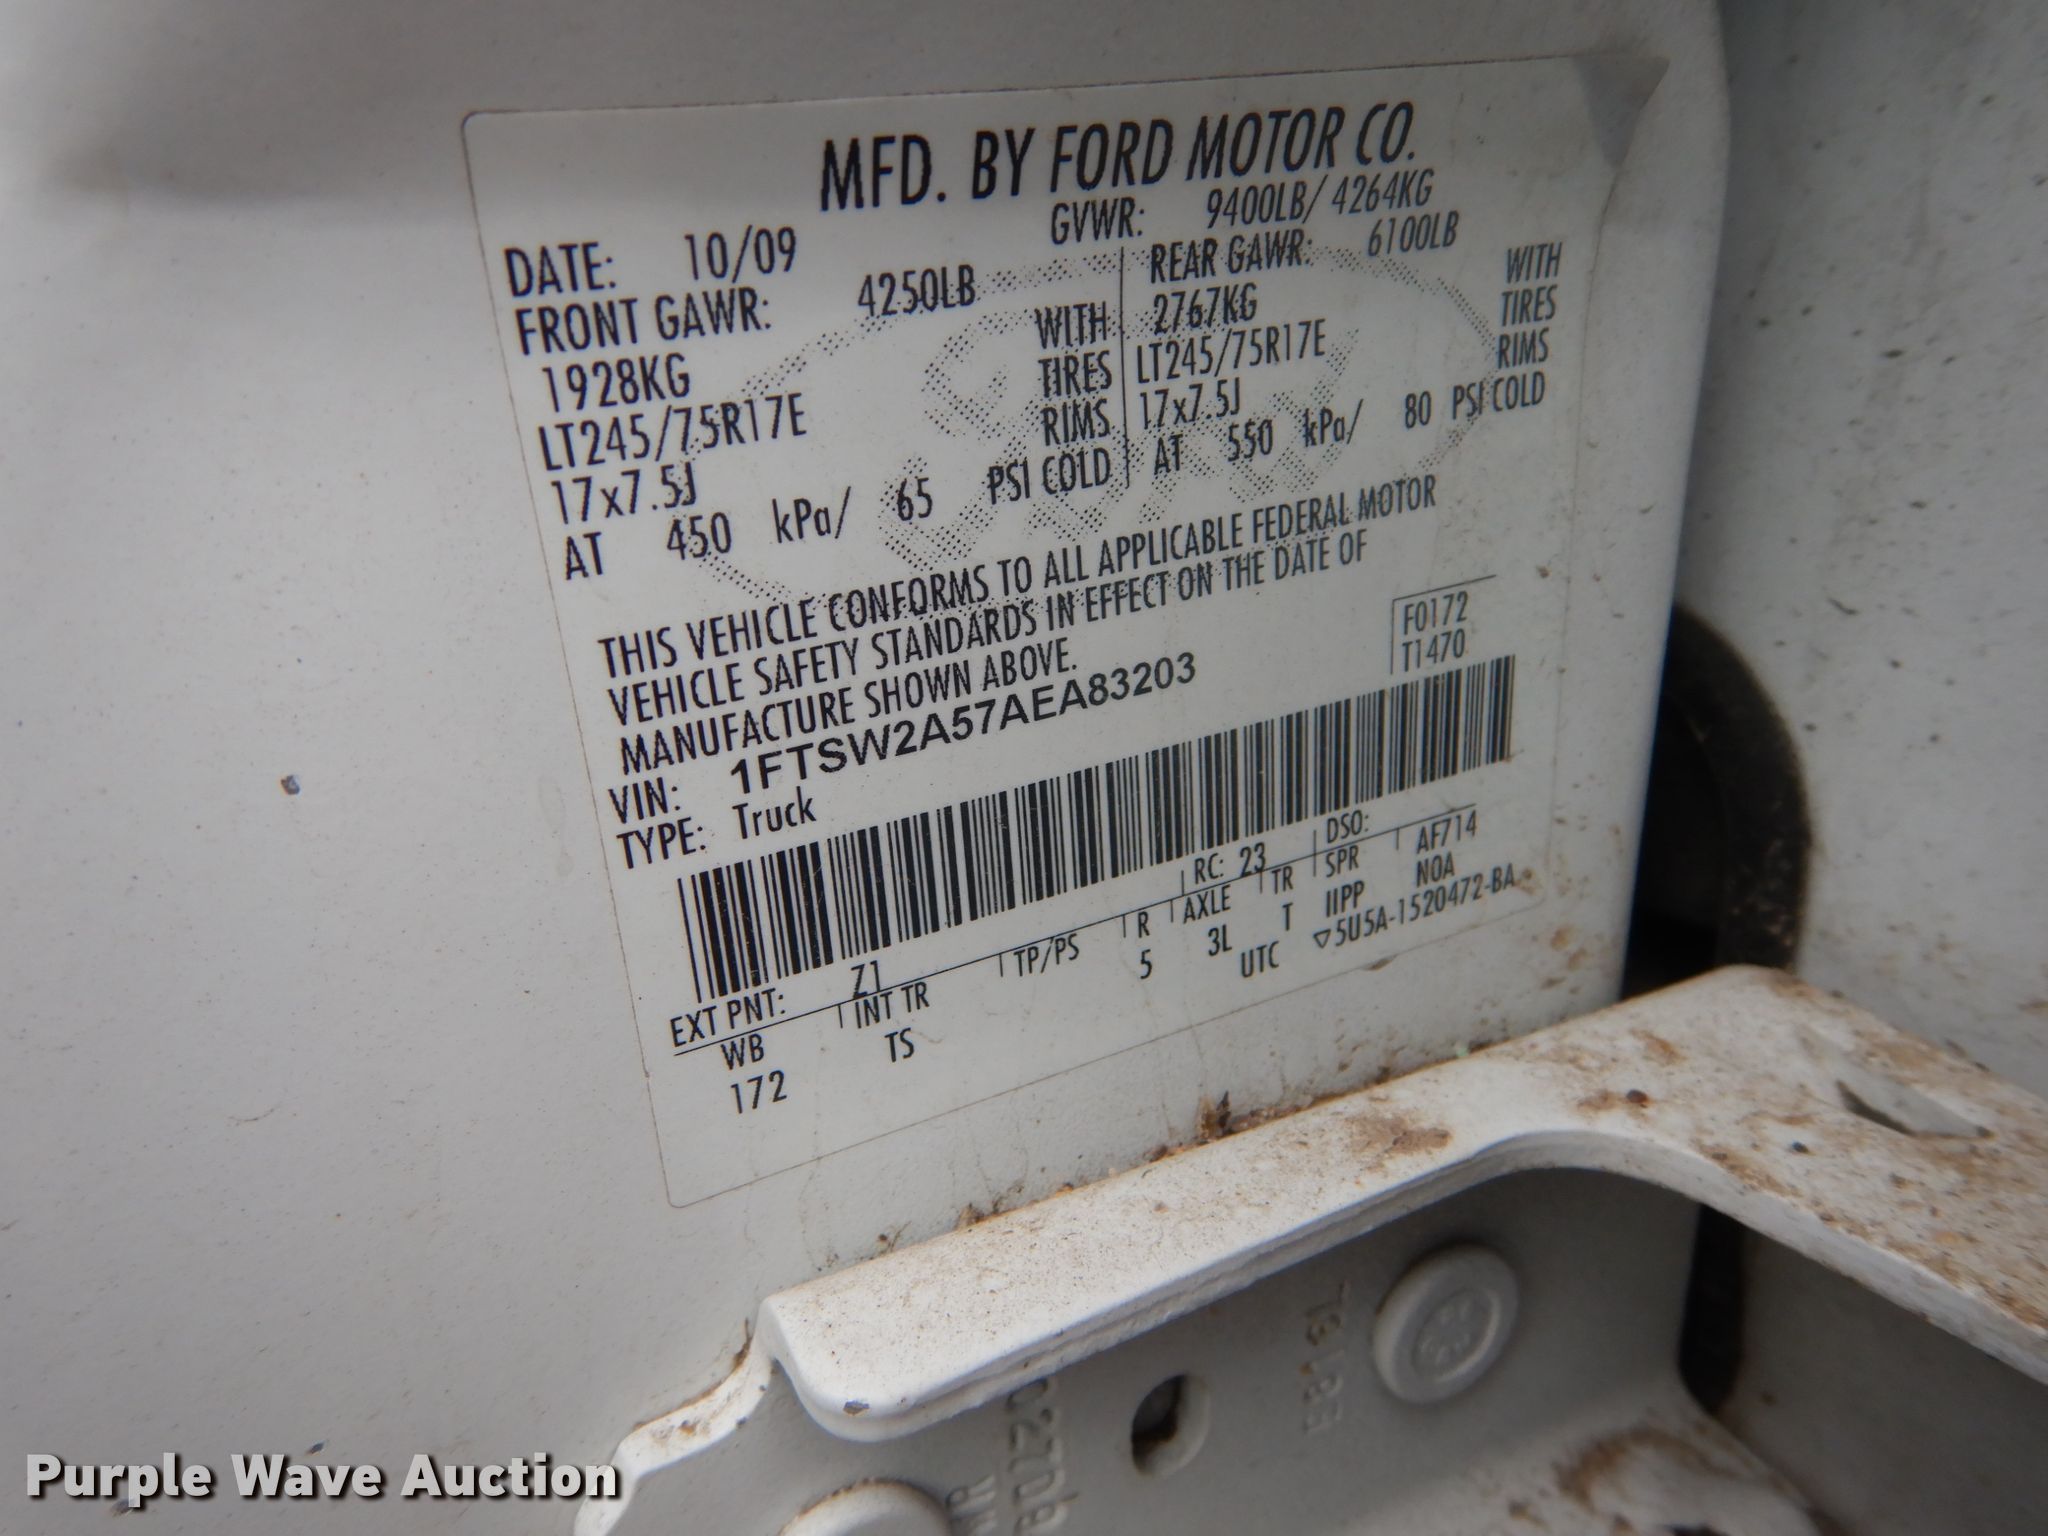 MFD. BY FORD MOTOR CO.
DATE: 10/09 GVWR: 9400LB/ 4264KG
FRONT GAWR: 4250LB
1928KG WITH
LT245/75R17E TIRES
17x7.5J RIMS
AT 450 kPa/ 65 PSI COLD
REAR GAWR: 6100LB
2767KG WITH
LT245/75R17E TIRES
17x7.5J RIMS
AT 550 kPa/ 80 PSI COLD
THIS VEHICLE CONFORMS TO ALL APPLICABLE FEDERAL MOTOR
VEHICLE SAFETY STANDARDS IN EFFECT ON THE DATE OF
MANUFACTURE SHOWN ABOVE.
F0172
T1470
VIN: 1FTSW2A57AEA83203
TYPE: Truck
EXT PNT: Z1 RC: 23 DSO: AF714
WB INT TR TP/PS R AXLE TR SPR NOA
172 TS 5 3L T IIPP
UTC ▽5U5A-1520472-BA
Purple Wave Auction